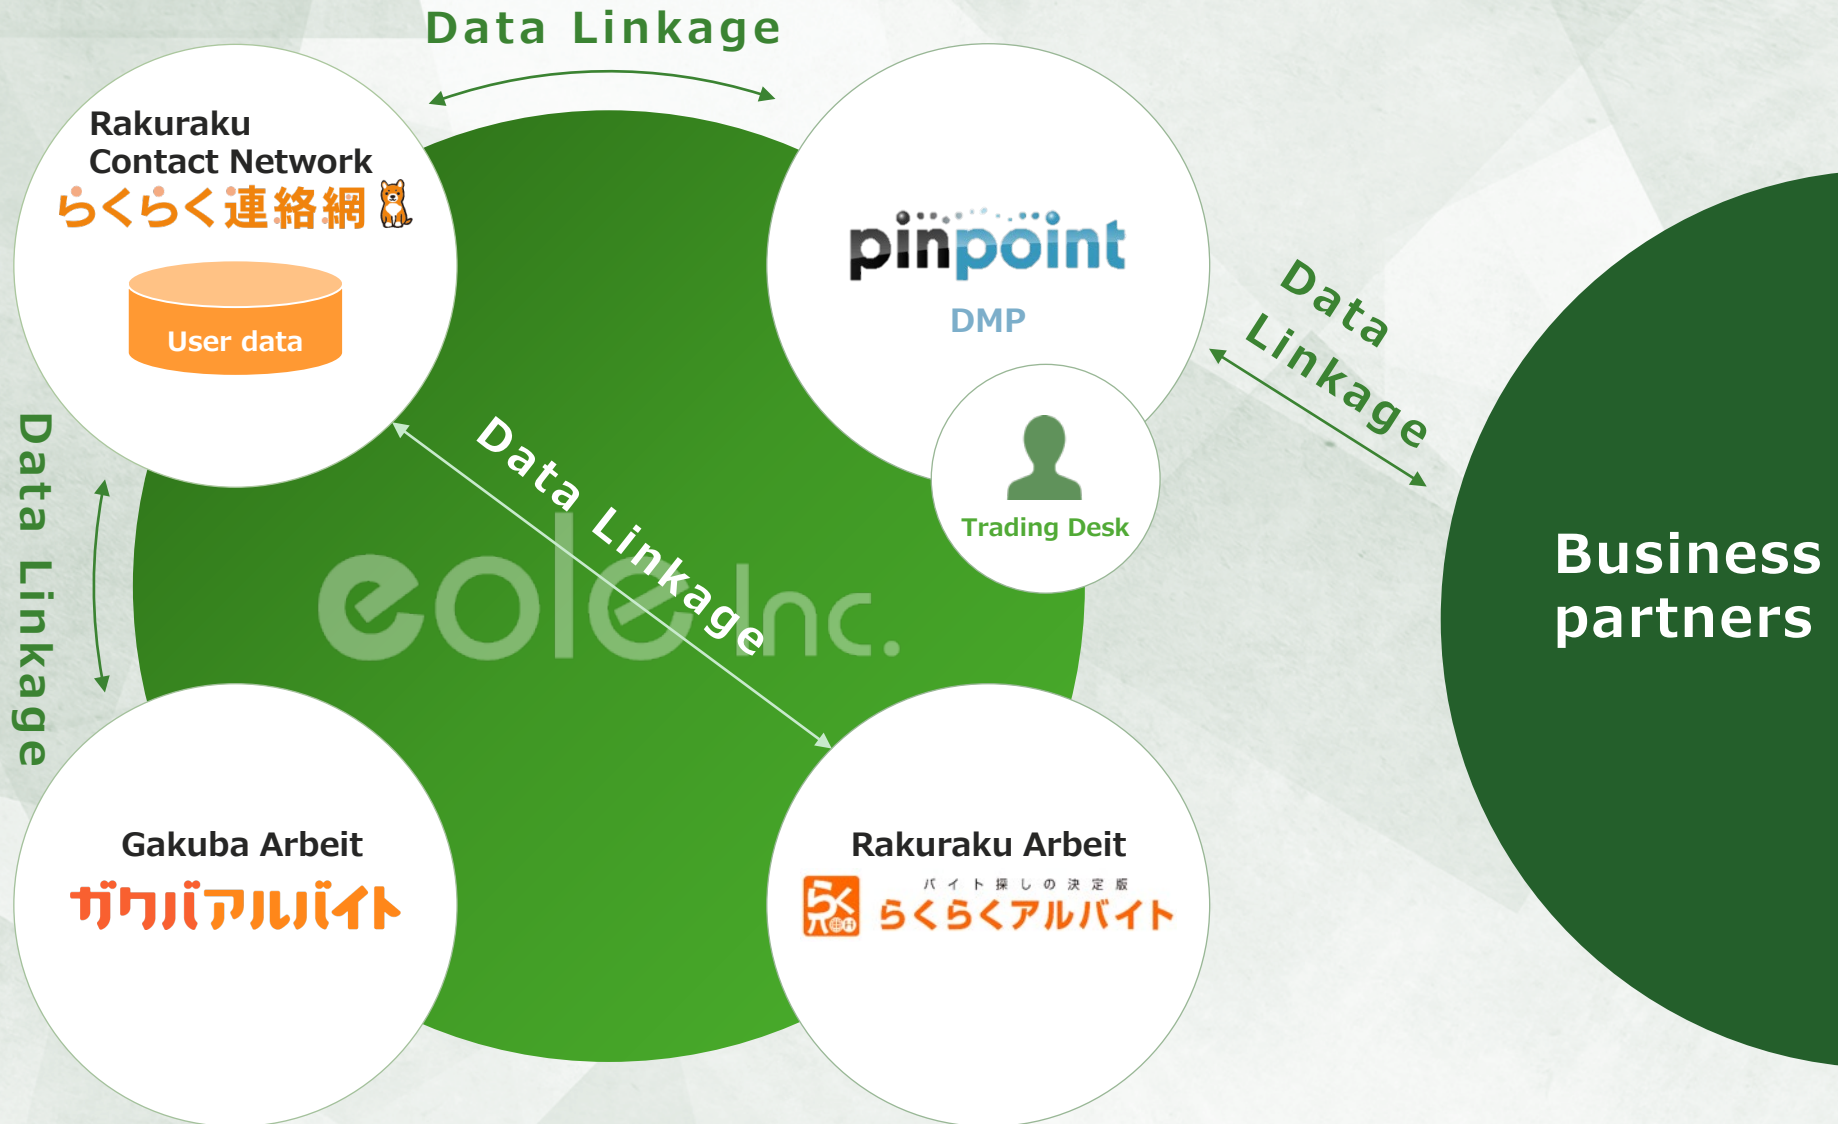 Data Linkage
Rakuraku
Contact Network
らくらく連絡網
User data
pinpoint
DMP
Trading Desk
Data
Linkage
Data Linkage
Data Linkage
eole Inc.
Business
partners
Gakuba Arbeit
ガクバアルバイト
Rakuraku Arbeit
バイト探しの決定版
らくらくアルバイト